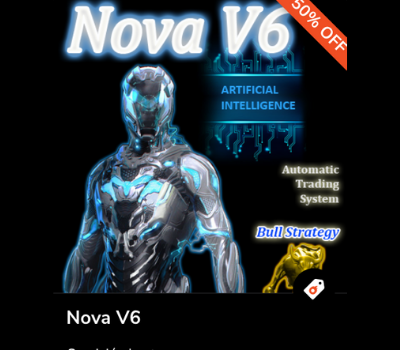 Nova V6
50% OFF
ARTIFICIAL
INTELLIGENCE
Automatic
Trading
System
Bull Strategy
Nova V6